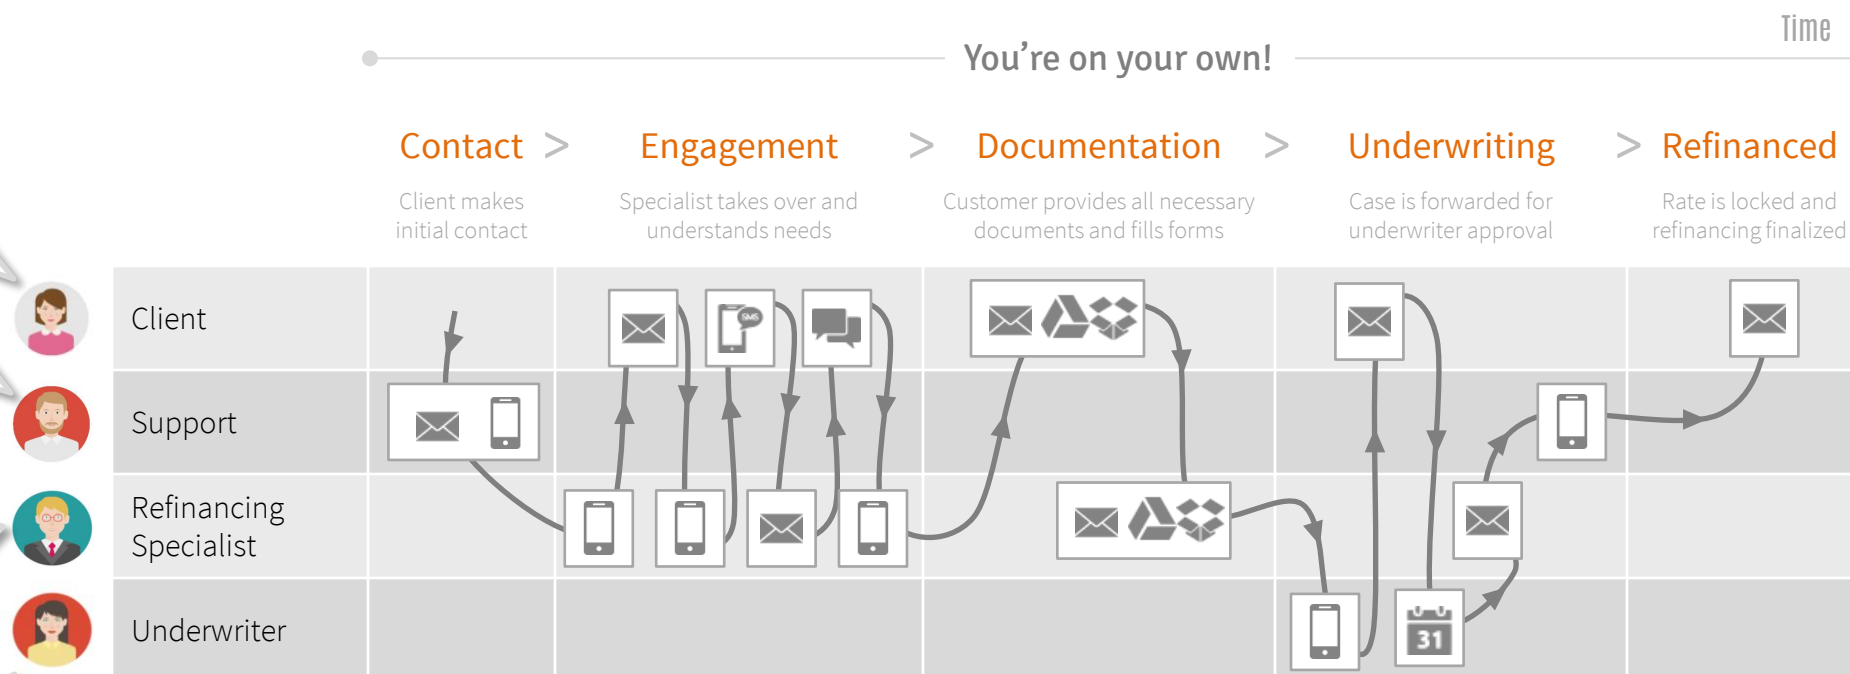 Time
You're on your own!
Contact > Engagement > Documentation > Underwriting > Refinanced
Client makes
initial contact
Specialist takes over and
understands needs
Customer provides all necessary
documents and fills forms
Case is forwarded for
underwriter approval
Rate is locked and
refinancing finalized
Client
SMS
Support
Refinancing
Specialist
Underwriter
31